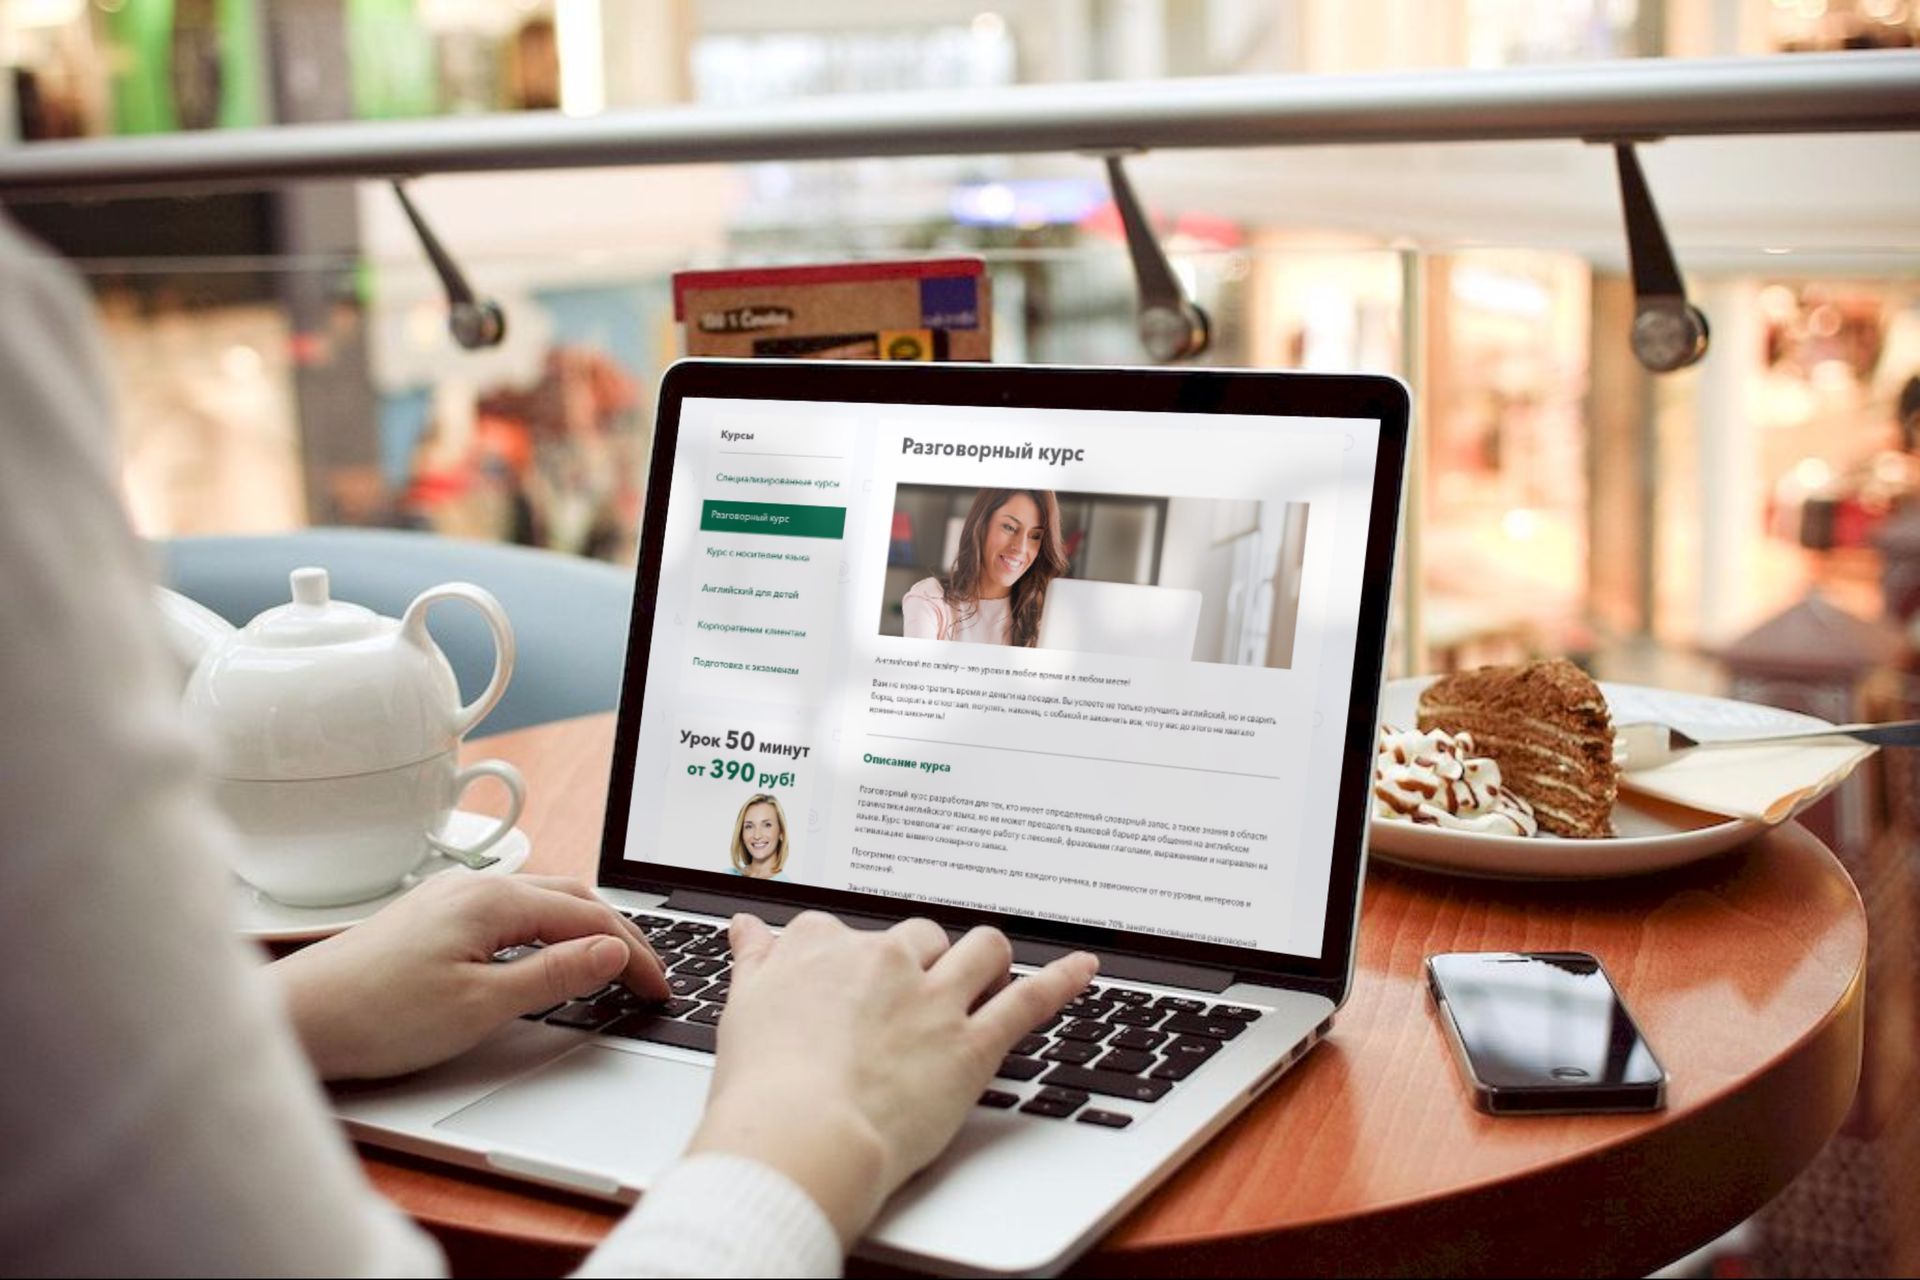 100 % Combo
Курсы
Специализированные курсы
Разговорный курс
Курс с носителем языка
Английский для детей
Корпоративным клиентам
Подготовка к экзаменам
Урок 50 минут
от 390 руб!
Разговорный курс
Английский по скайпу – это уроки в любое время и в любом месте!
Вам не нужно тратить время и деньги на поездки. Вы успеете не только улучшить английский, но и сварить
борщ, сходить в спортзал, погулять, наконец, с собакой и закончить все, что у вас до этого не хватало
времени закончить!
Описание курса
Разговорный курс разработан для тех, кто имеет определенный словарный запас, а также знания в области
грамматики английского языка, но не может преодолеть языковой барьер для общения на английском
языке. Курс предполагает активную работу с лексикой, фразовыми глаголами, выражениями и направлен на
активизацию вашего словарного запаса.
Программа составляется индивидуально для каждого ученика, в зависимости от его уровня, интересов и
пожеланий.
Занятия проходят по коммуникативной методике, поэтому не менее 70% занятия посвящается разговорной